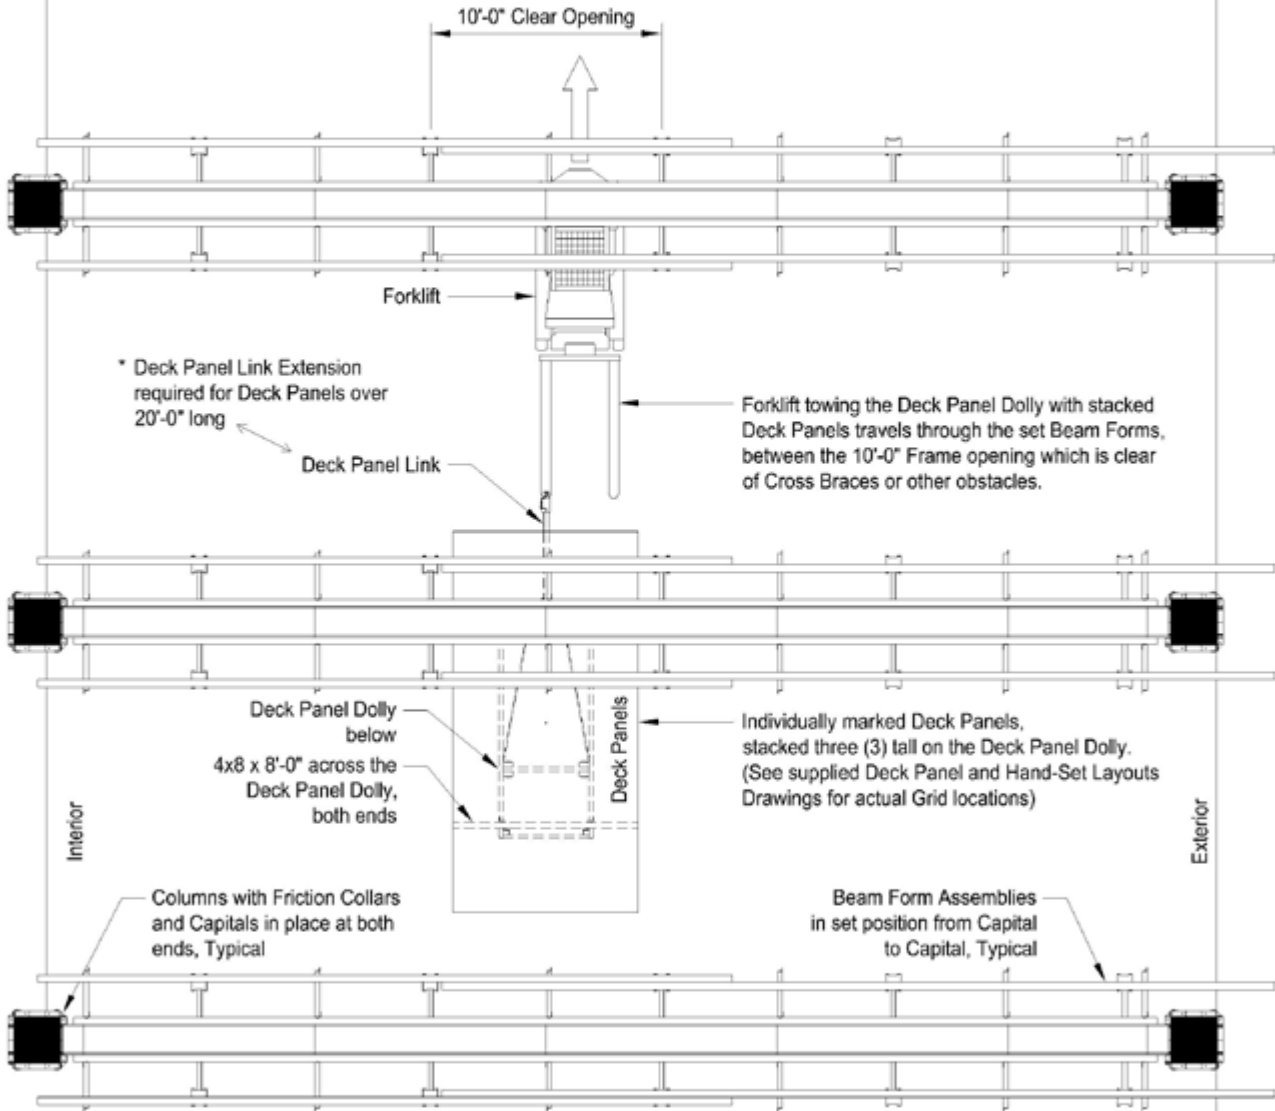 10'-0" Clear Opening
Forklift
* Deck Panel Link Extension
required for Deck Panels over
20'-0" long
Deck Panel Link
Forklift towing the Deck Panel Dolly with stacked
Deck Panels travels through the set Beam Forms,
between the 10'-0" Frame opening which is clear
of Cross Braces or other obstacles.
Deck Panel Dolly
below
4x8 x 8'-0" across the
Deck Panel Dolly,
both ends
Deck Panels
Individually marked Deck Panels,
stacked three (3) tall on the Deck Panel Dolly.
(See supplied Deck Panel and Hand-Set Layouts
Drawings for actual Grid locations)
Interior
Exterior
Columns with Friction Collars
and Capitals in place at both
ends, Typical
Beam Form Assemblies
in set position from Capital
to Capital, Typical